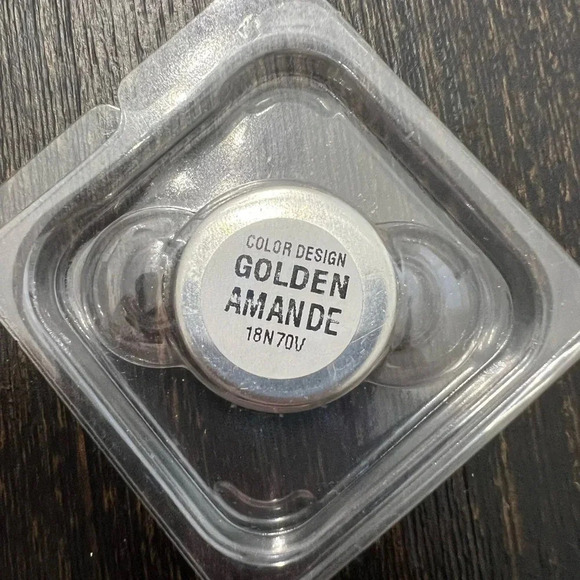 COLOR DESIGN
GOLDEN
AMANDE
18N70V